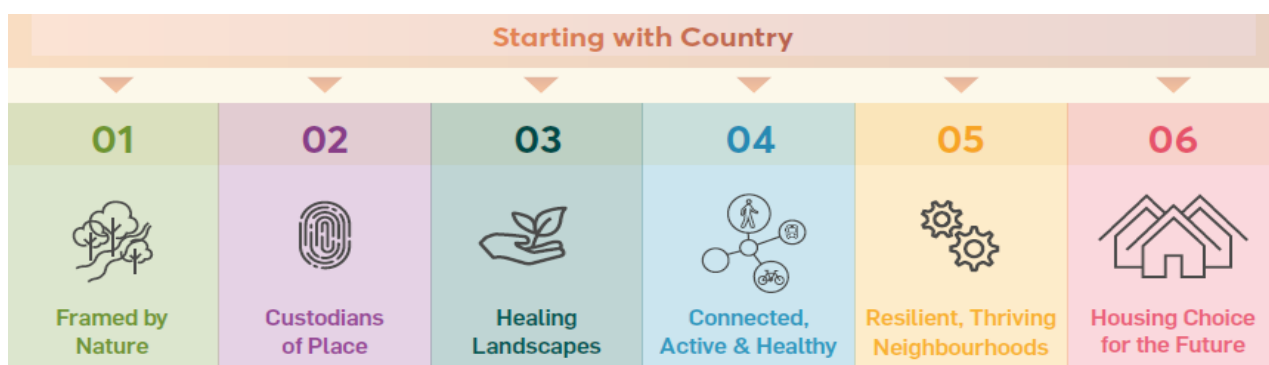 Starting with Country
01
02
03
04
05
06
Framed by
Nature
Custodians
of Place
Healing
Landscapes
Connected,
Active & Healthy
Resilient, Thriving
Neighbourhoods
Housing Choice
for the Future